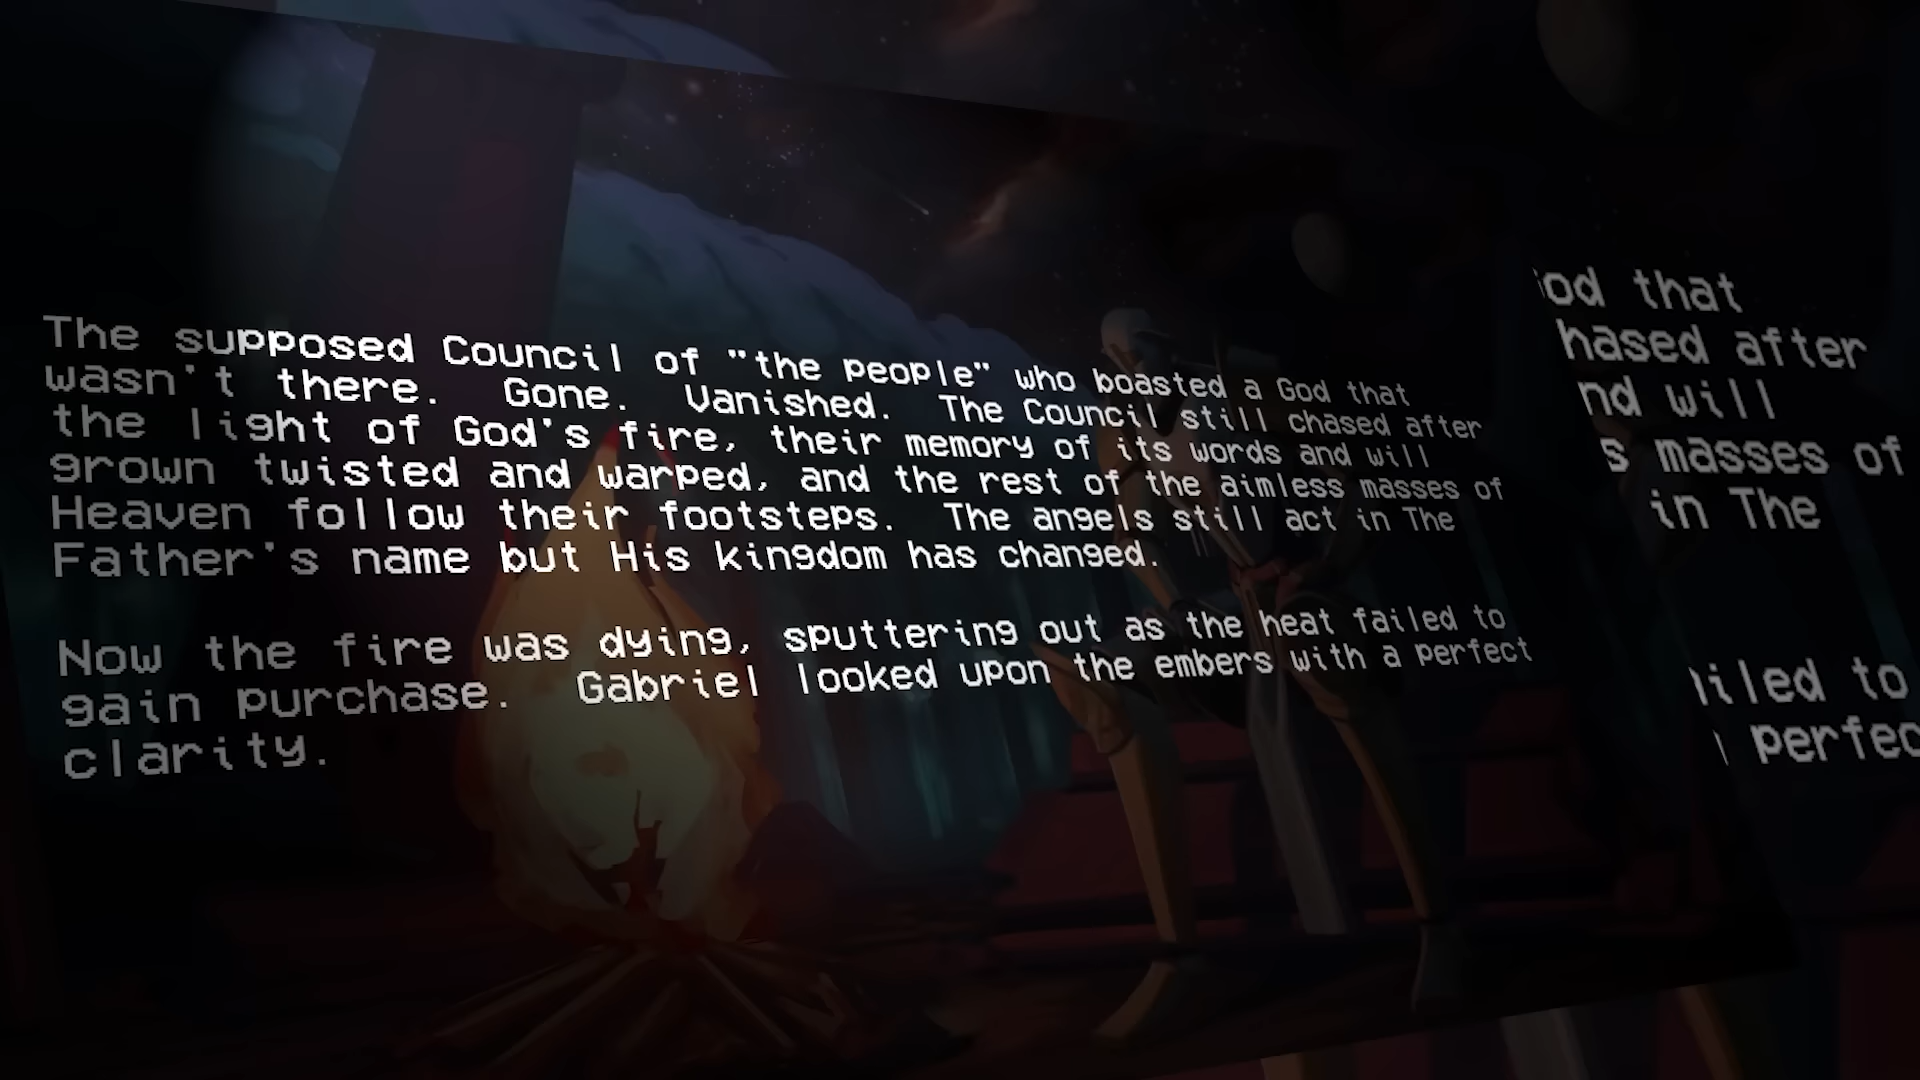 The supposed Council of "the people" who boasted a God that
wasn't there.  Gone.  Vanished.  The Council still chased after
the light of God's fire, their memory of its words and will
grown twisted and warped, and the rest of the aimless masses of
Heaven follow their footsteps.  The angels still act in The
Father's name but His kingdom has changed.

Now the fire was dying, sputtering out as the heat failed to
gain purchase.  Gabriel looked upon the embers with a perfect
clarity.

od that
hased after
nd will
s masses of
in The
iled to
perfec